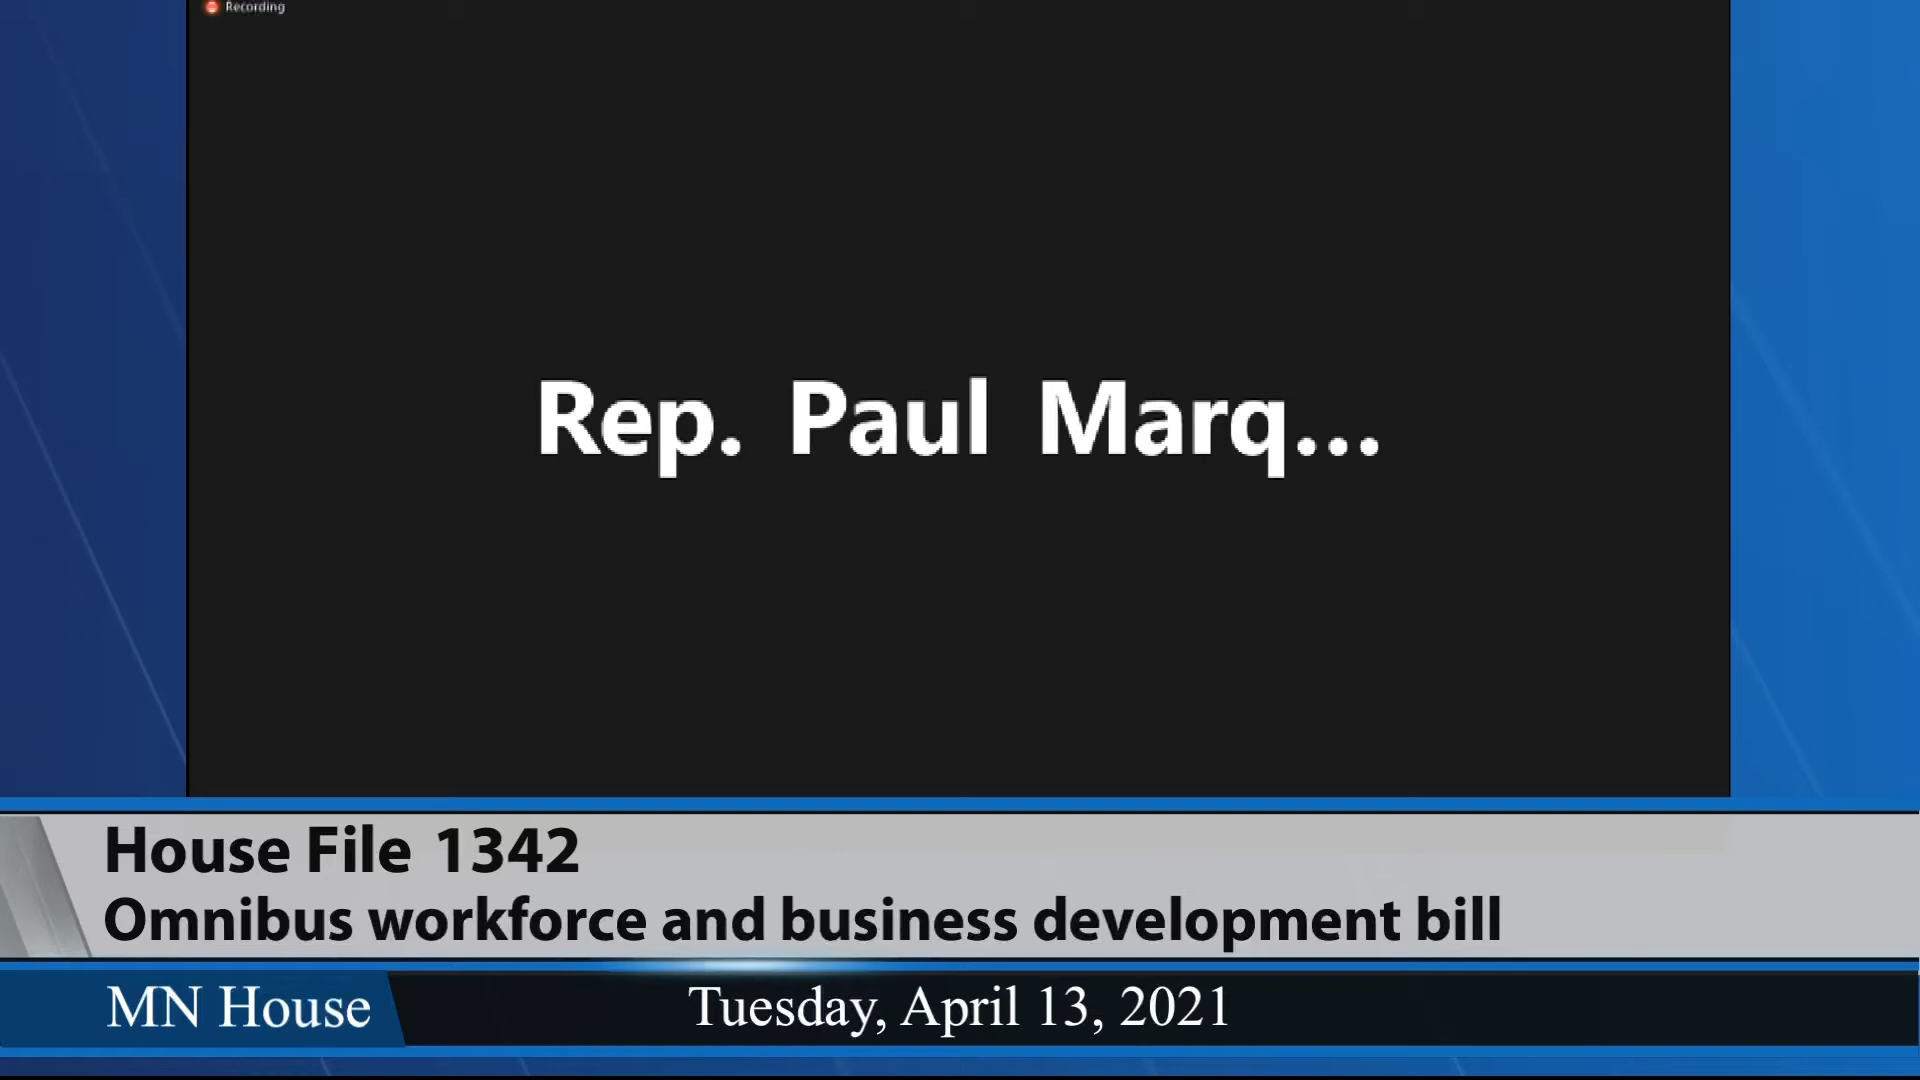 Recording
Rep. Paul Marq...
House File 1342
Omnibus workforce and business development bill
MN House
Tuesday, April 13, 2021